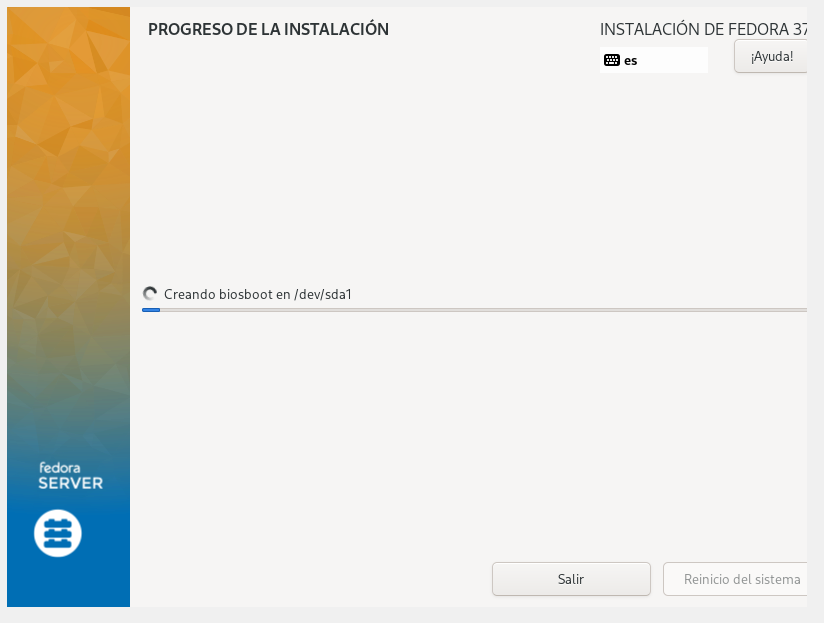 PROGRESO DE LA INSTALACIÓN
INSTALACIÓN DE FEDORA 37
es
¡Ayuda!
Creando biosboot en /dev/sda1
fedora
SERVER
Salir
Reinicio del sistema